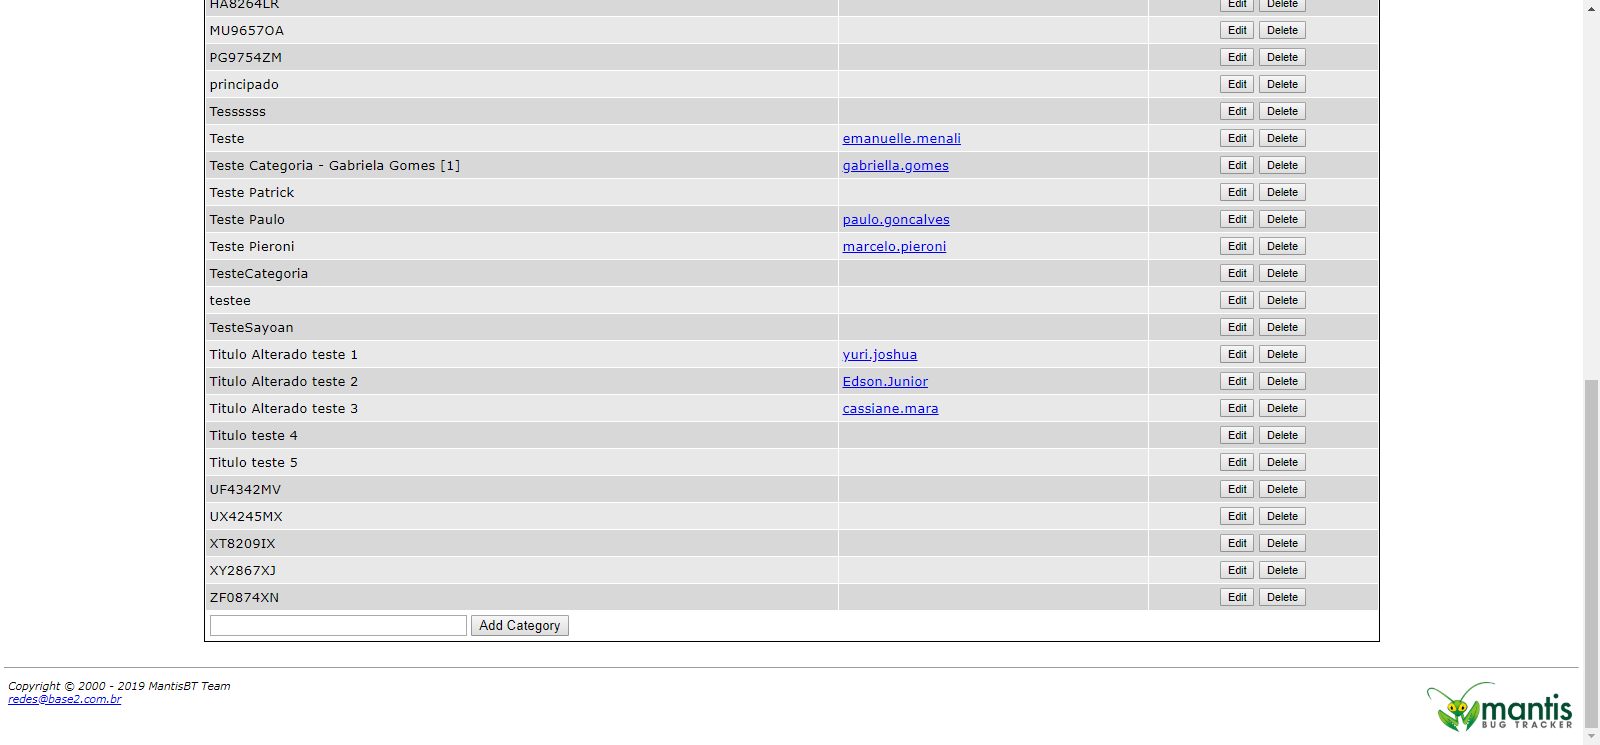 HA8264LR Edit Delete
MU9657OA Edit Delete
PG9754ZM Edit Delete
principado Edit Delete
Tessssss Edit Delete
Teste emanuelle.menali Edit Delete
Teste Categoria - Gabriela Gomes [1] gabriella.gomes Edit Delete
Teste Patrick Edit Delete
Teste Paulo paulo.goncalves Edit Delete
Teste Pieroni marcelo.pieroni Edit Delete
TesteCategoria Edit Delete
testee Edit Delete
TesteSayoan Edit Delete
Titulo Alterado teste 1 yuri.joshua Edit Delete
Titulo Alterado teste 2 Edson.Junior Edit Delete
Titulo Alterado teste 3 cassiane.mara Edit Delete
Titulo teste 4 Edit Delete
Titulo teste 5 Edit Delete
UF4342MV Edit Delete
UX4245MX Edit Delete
XT8209IX Edit Delete
XY2867XJ Edit Delete
ZF0874XN Edit Delete
Add Category
Copyright © 2000 - 2019 MantisBT Team
redes@base2.com.br
mantis
BUG TRACKER